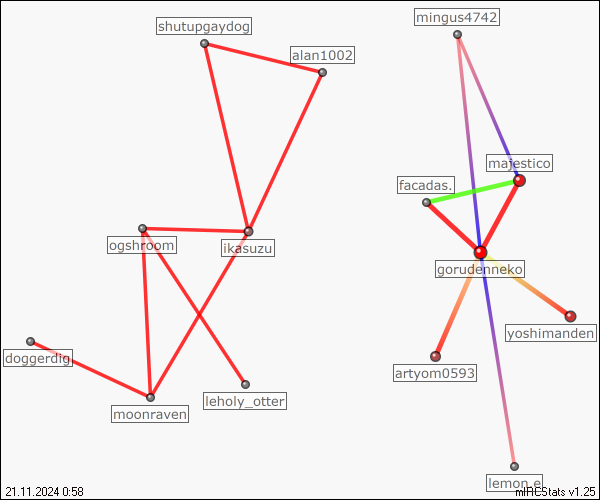 mingus4742
shutupgaydog
alan1002
majestico
facadas.
ogshroom
ikasuzu
gorudenneko
yoshimanden
doggerdig
artyom0593
leholy_otter
moonraven
lemon.e
21.11.2024 0:58
mIRCStats v1.25